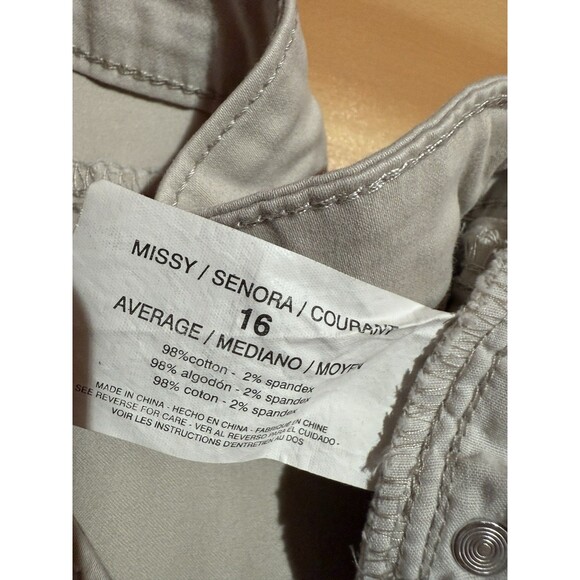 MISSY / SENORA / COURANT
16
AVERAGE / MEDIANO / MOYEN
98%cotton - 2% spandex
98% algodón - 2% spandex
98% coton - 2% spandex
MADE IN CHINA - HECHO EN CHINA - FABRIQUE EN CHINE
SEE REVERSE FOR CARE - VER AL REVERSO PARA EL CUIDADO -
VOIR LES INSTRUCTIONS D'ENTRETIEN AU DOS